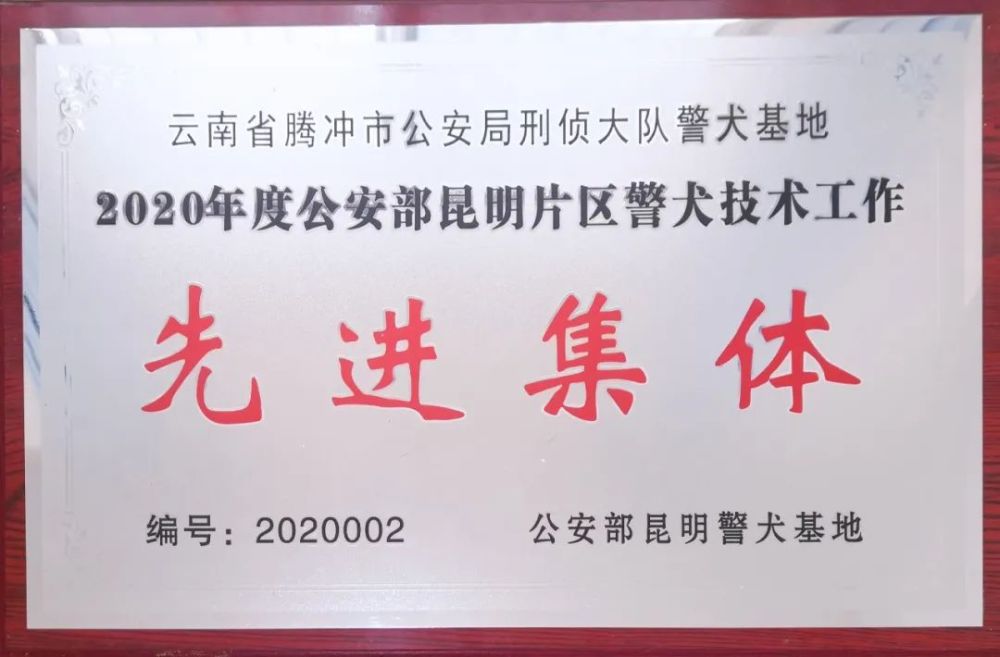 云南省腾冲市公安局刑侦大队警犬基地
2020年度公安部昆明片区警犬技术工作
先进集体
编号：2020002
公安部昆明警犬基地